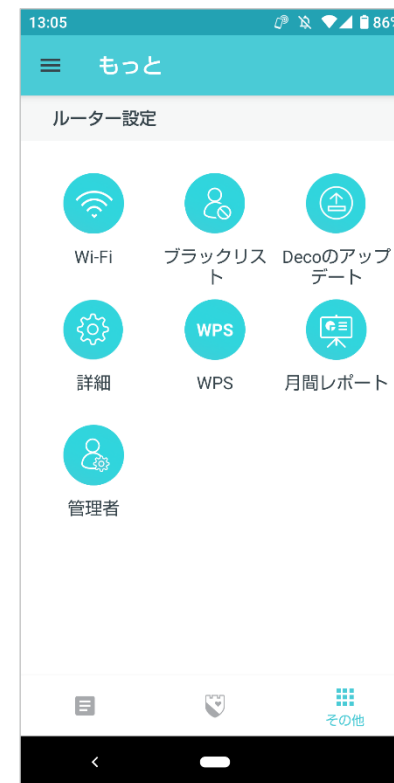 13:05
86%
もっと
ルーター設定
Wi-Fi
ブラックリス
ト
Decoのアップ
デート
詳細
WPS
WPS
月間レポート
管理者
その他